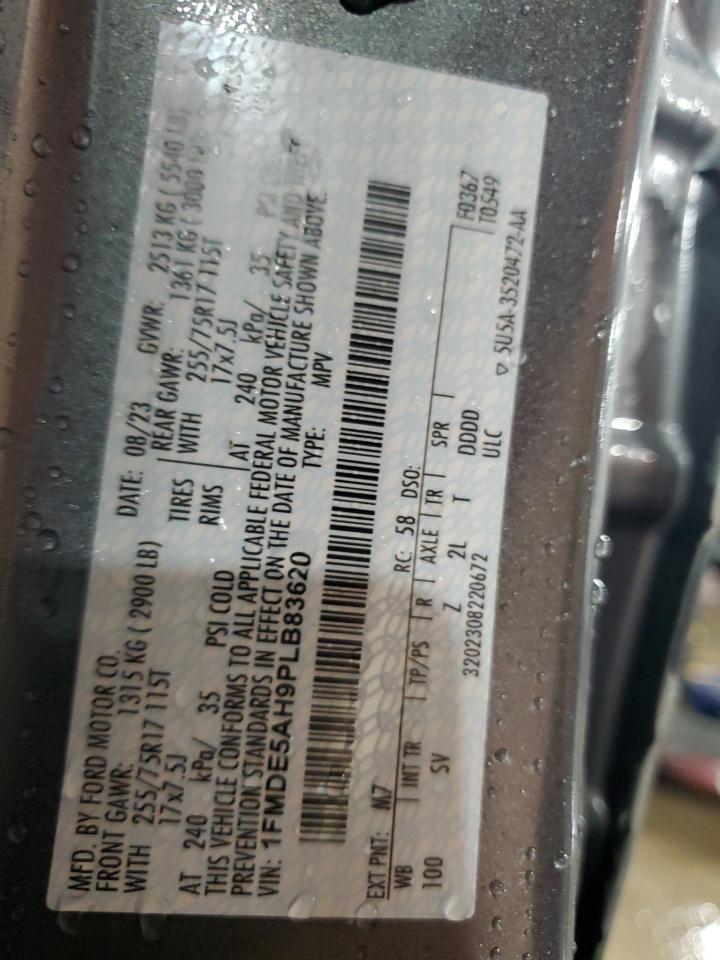 MFD. BY FORD MOTOR CO.
DATE: 08/23 GVWR: 2513 KG ( 5540 LB)
FRONT GAWR: 1315 KG ( 2900 LB) REAR GAWR: 1361 KG ( 3000
WITH 255/75R17 115T TIRES WITH 255/75R17 115T
17x7.5J RIMS 17x7.5J
AT 240 kPa/ 35 PSI COLD AT 240 kPa/ 35 PSI
THIS VEHICLE CONFORMS TO ALL APPLICABLE FEDERAL MOTOR VEHICLE SAFETY AND THEFT
PREVENTION STANDARDS IN EFFECT ON THE DATE OF MANUFACTURE SHOWN ABOVE.
VIN: 1FMDE5AH9PLB83620 TYPE: MPV
EXT PNT: M7 RC: 58 DSO: F0367
WB INT TR TP/PS R AXLE TR SPR T0549
100 SV Z 2L T DDDD
3202308220672 ULC ▽ 5U5A-3520472-AA